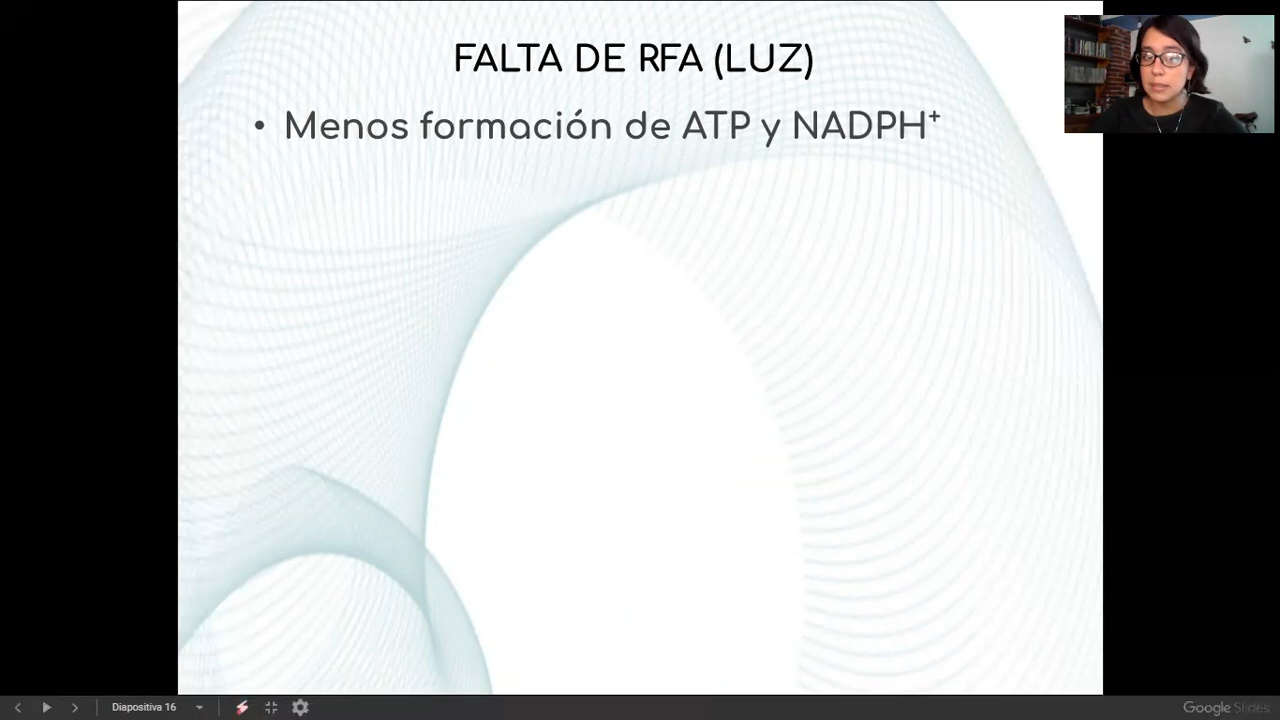 FALTA DE RFA (LUZ)
• Menos formación de ATP y NADPH⁺
Diapositiva 16
Google Slides